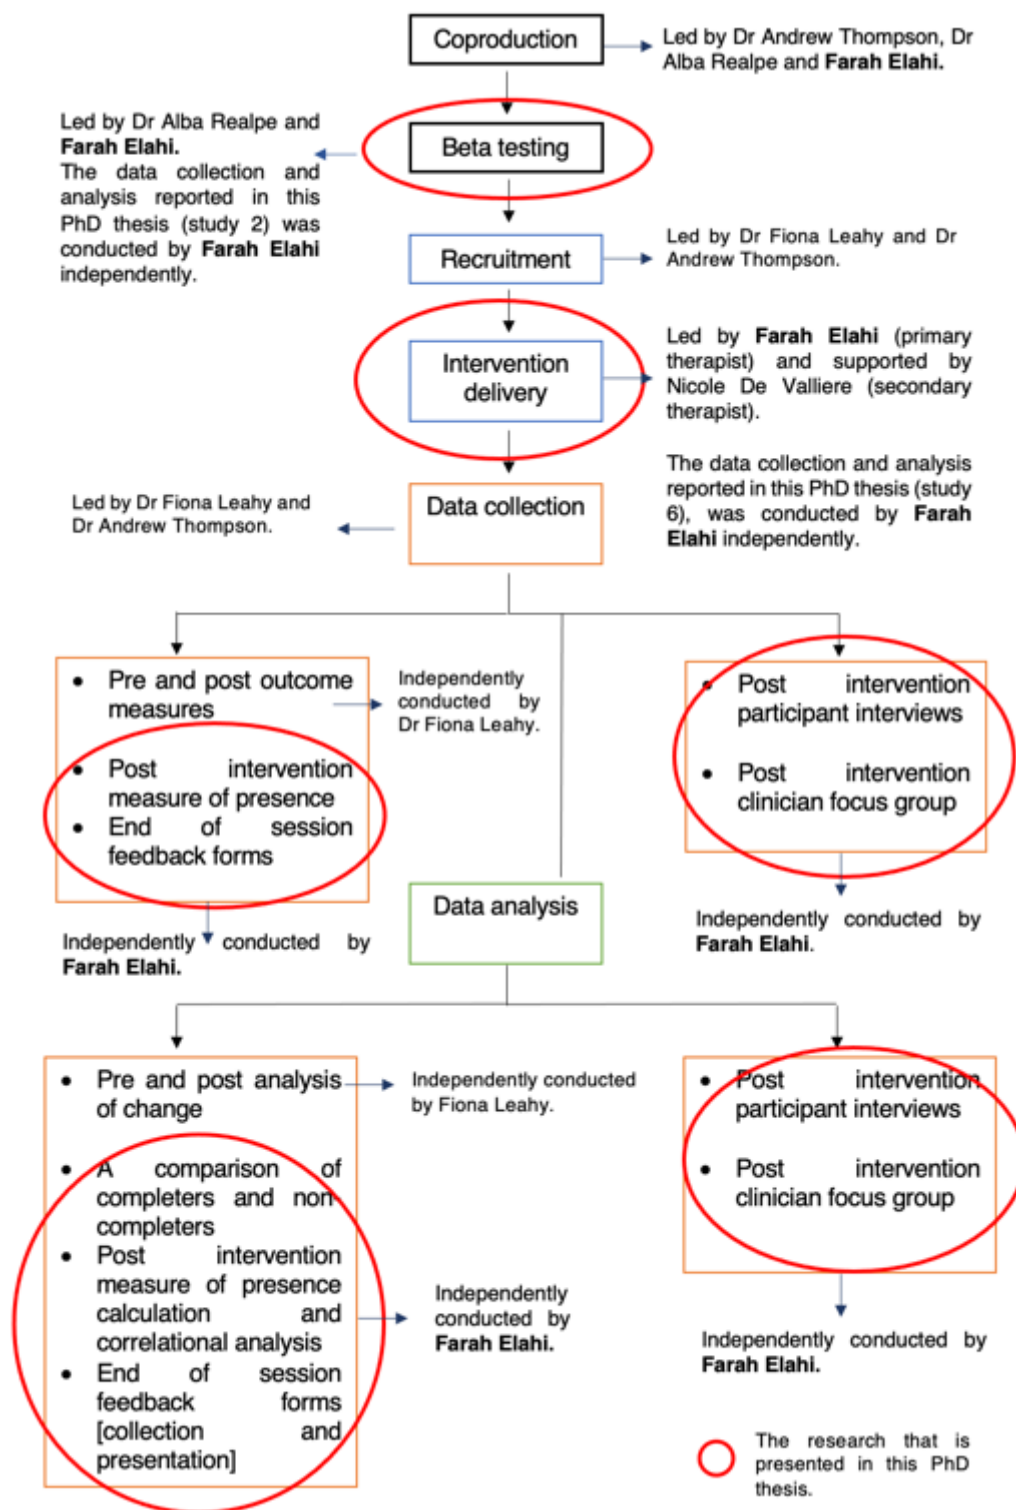 Coproduction
Led by Dr Andrew Thompson, Dr
Alba Realpe and Farah Elahi.
Led by Dr Alba Realpe and
Farah Elahi.
The data collection and
analysis reported in this
PhD thesis (study 2) was
conducted by Farah Elahi
independently.
Beta testing
Recruitment
Led by Dr Fiona Leahy and Dr
Andrew Thompson.
Intervention
delivery
Led by Farah Elahi (primary
therapist) and supported by
Nicole De Valliere (secondary
therapist).
The data collection and analysis
reported in this PhD thesis (study
6), was conducted by Farah
Elahi independently.
Led by Dr Fiona Leahy and
Dr Andrew Thompson.
Data collection
• Pre and post outcome
measures
• Post intervention
measure of presence
• End of session
feedback forms
Independently
conducted by
Dr Fiona Leahy.
• Post intervention
participant interviews
• Post intervention
clinician focus group
Independently conducted by
Farah Elahi.
Data analysis
Independently conducted by
Farah Elahi.
• Pre and post analysis
of change
• A comparison of
completers and non
completers
• Post intervention
measure of presence
calculation and
correlational analysis
• End of session
feedback forms
[collection and
presentation]
Independently conducted
by Fiona Leahy.
Independently
conducted by
Farah Elahi.
• Post intervention
participant interviews
• Post intervention
clinician focus group
Independently conducted by
Farah Elahi.
The research that is
presented in this PhD
thesis.